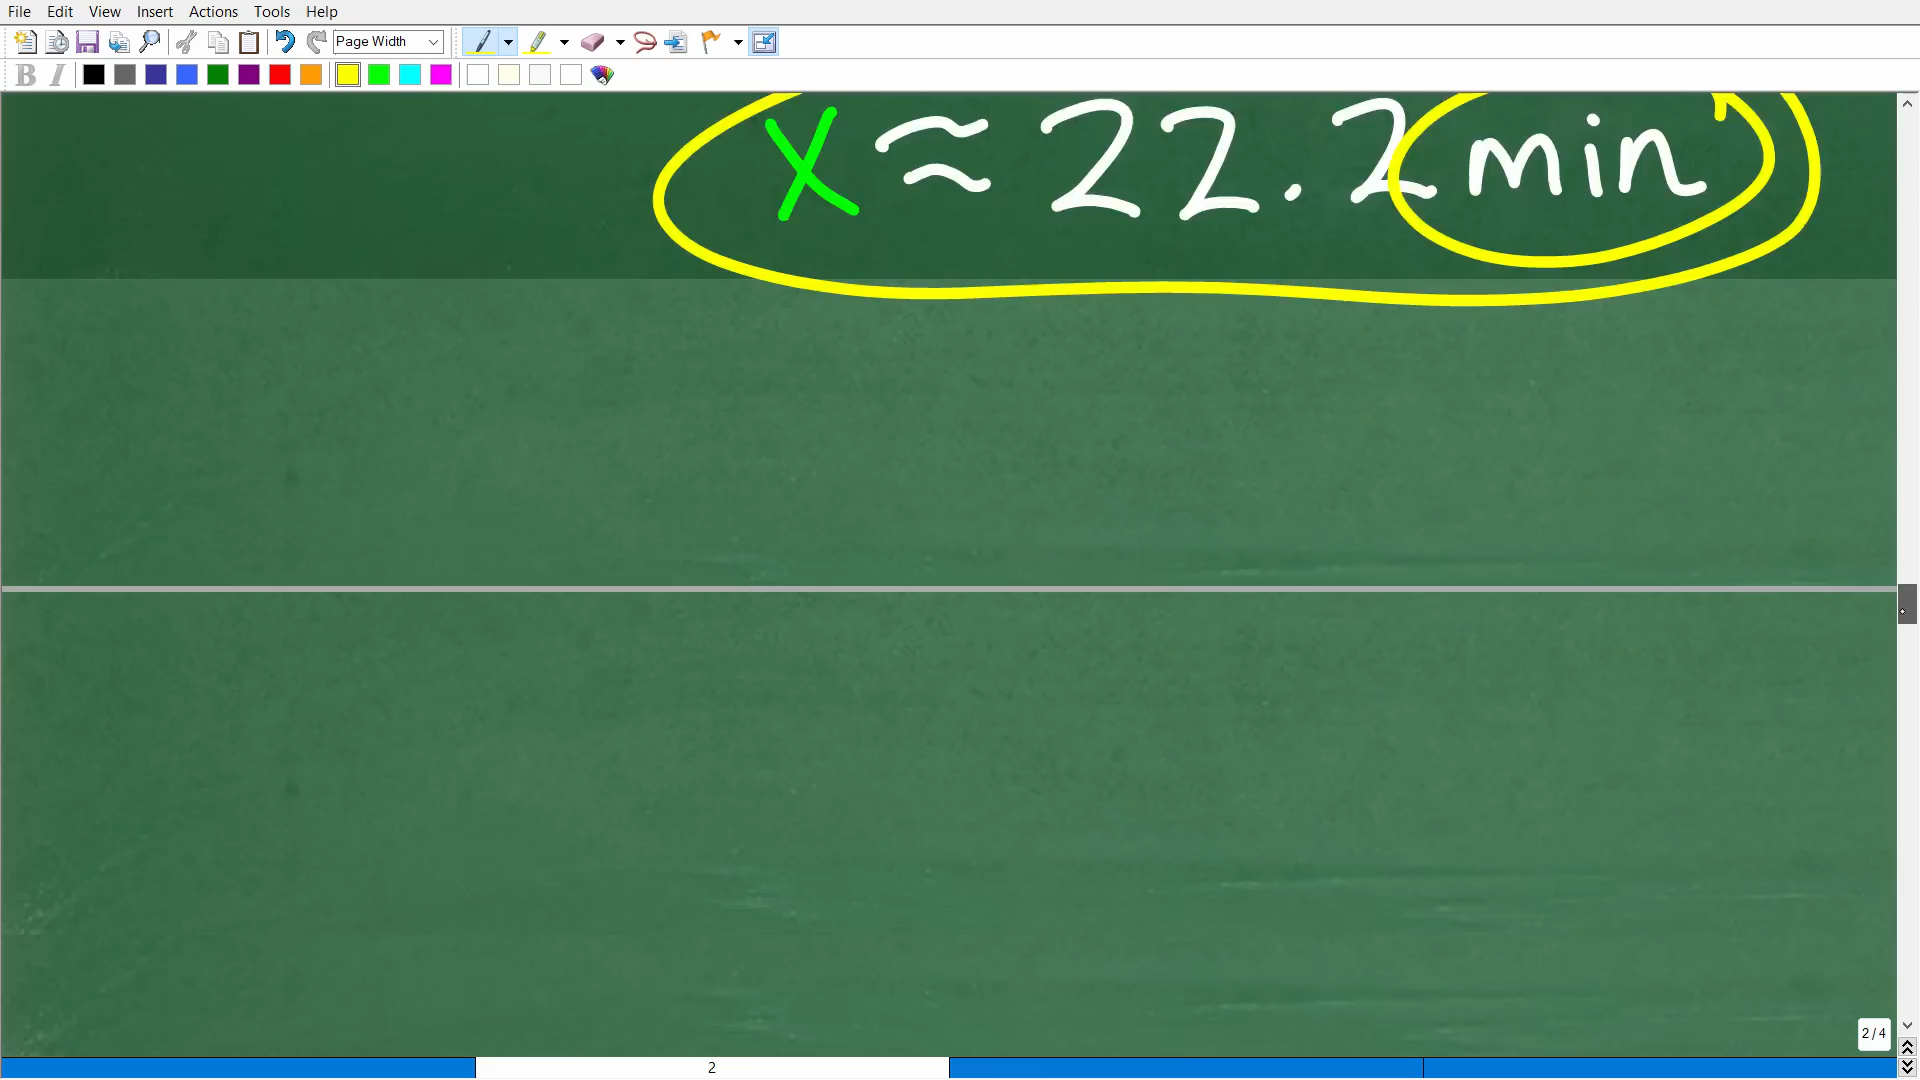 File Edit View Insert Actions Tools Help
Page Width
B I
x ≈ 22.2 min
2 / 4
2